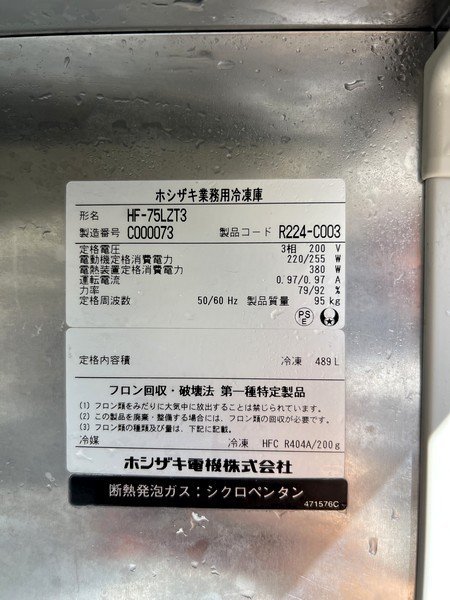 ホシザキ業務用冷凍庫
形名 HF-75LZT3
製造番号 C000073 製品コード R224-C003
定格電圧 3相 200 V
電動機定格消費電力 220/255 W
電熱装置定格消費電力 380 W
運転電流 0.97/0.97 A
力率 79/92 %
定格周波数 50/60 Hz 製品質量 95 kg
PSE
定格内容積 冷凍 489 L
フロン回収・破壊法 第一種特定製品
(1) フロン類をみだりに大気中に放出することは禁じられています。
(2) この製品を廃棄・整備する場合には、フロン類の回収が必要です。
(3) フロン類の種類及び量は、下記に記載。
冷媒 冷凍 HFC R404A/200g
ホシザキ電機株式会社
断熱発泡ガス:シクロペンタン
471576C